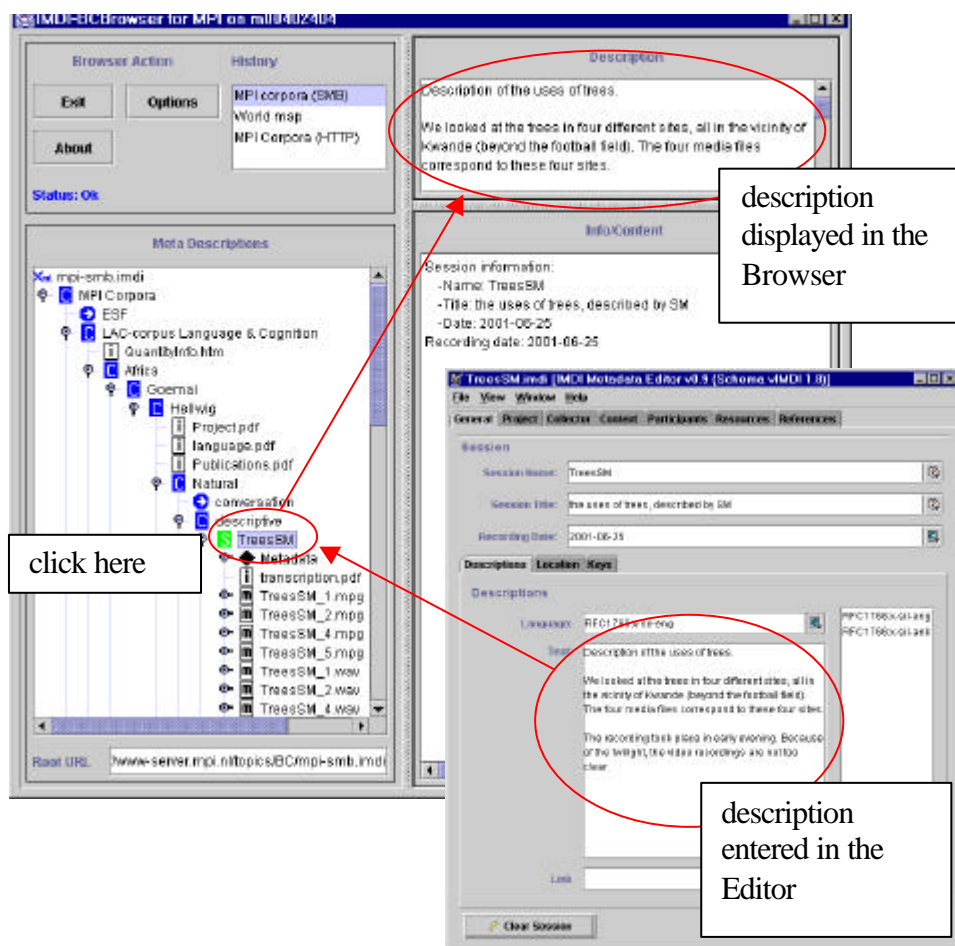 IMDI-BCBrowser for MPI on m00402404
Browser Action
History
Exit
Options
About
MPI corpora (SMB)
World map
MPI Corpora (HTTP)
Status: Ok
Description
Description of the uses of trees.
We looked at the trees in four different sites, all in the vicinity of
Kwande (beyond the football field). The four media files
correspond to these four sites.
description
displayed in the
Browser
Meta Descriptions
mpi-smb.imdi
C MPI Corpora
ESF
C LAC-corpus Language & Cognition
i QuantityInfo.htm
C Africa
C Goemai
C Hellwig
i Project.pdf
i language.pdf
i Publications.pdf
C Natural
conversation
C descriptive
S TreesSM
Metadata
i transcription.pdf
m TreesSM_1.mpg
m TreesSM_2.mpg
m TreesSM_4.mpg
m TreesSM_5.mpg
m TreesSM_1.wav
m TreesSM_2.wav
m TreesSM_4.wav
click here
Root URL
/www-server.mpi.nl/topics/BC/mpi-smb.imdi
Info/Content
Session information:
-Name: TreesSM
-Title: the uses of trees, described by SM
-Date: 2001-06-25
Recording date: 2001-06-25
TreesSM.imdi [IMDI Metadata Editor v0.9 (Schema vIMDI 1.8)]
File View Window Help
General Project Collector Content Participants Resources References
Session
Session Name: TreesSM
Session Title: the uses of trees, described by SM
Recording Date: 2001-06-25
Descriptions Location Keys
Descriptions
Language:
Text
Description of the uses of trees.
We looked at the trees in four different sites, all in
the vicinity of Kwande (beyond the football field).
The four media files correspond to these four sites.
The recording took place in early evening. Because
of the twilight, the video recordings are not too
clear.
Link
Clear Session
description
entered in the
Editor